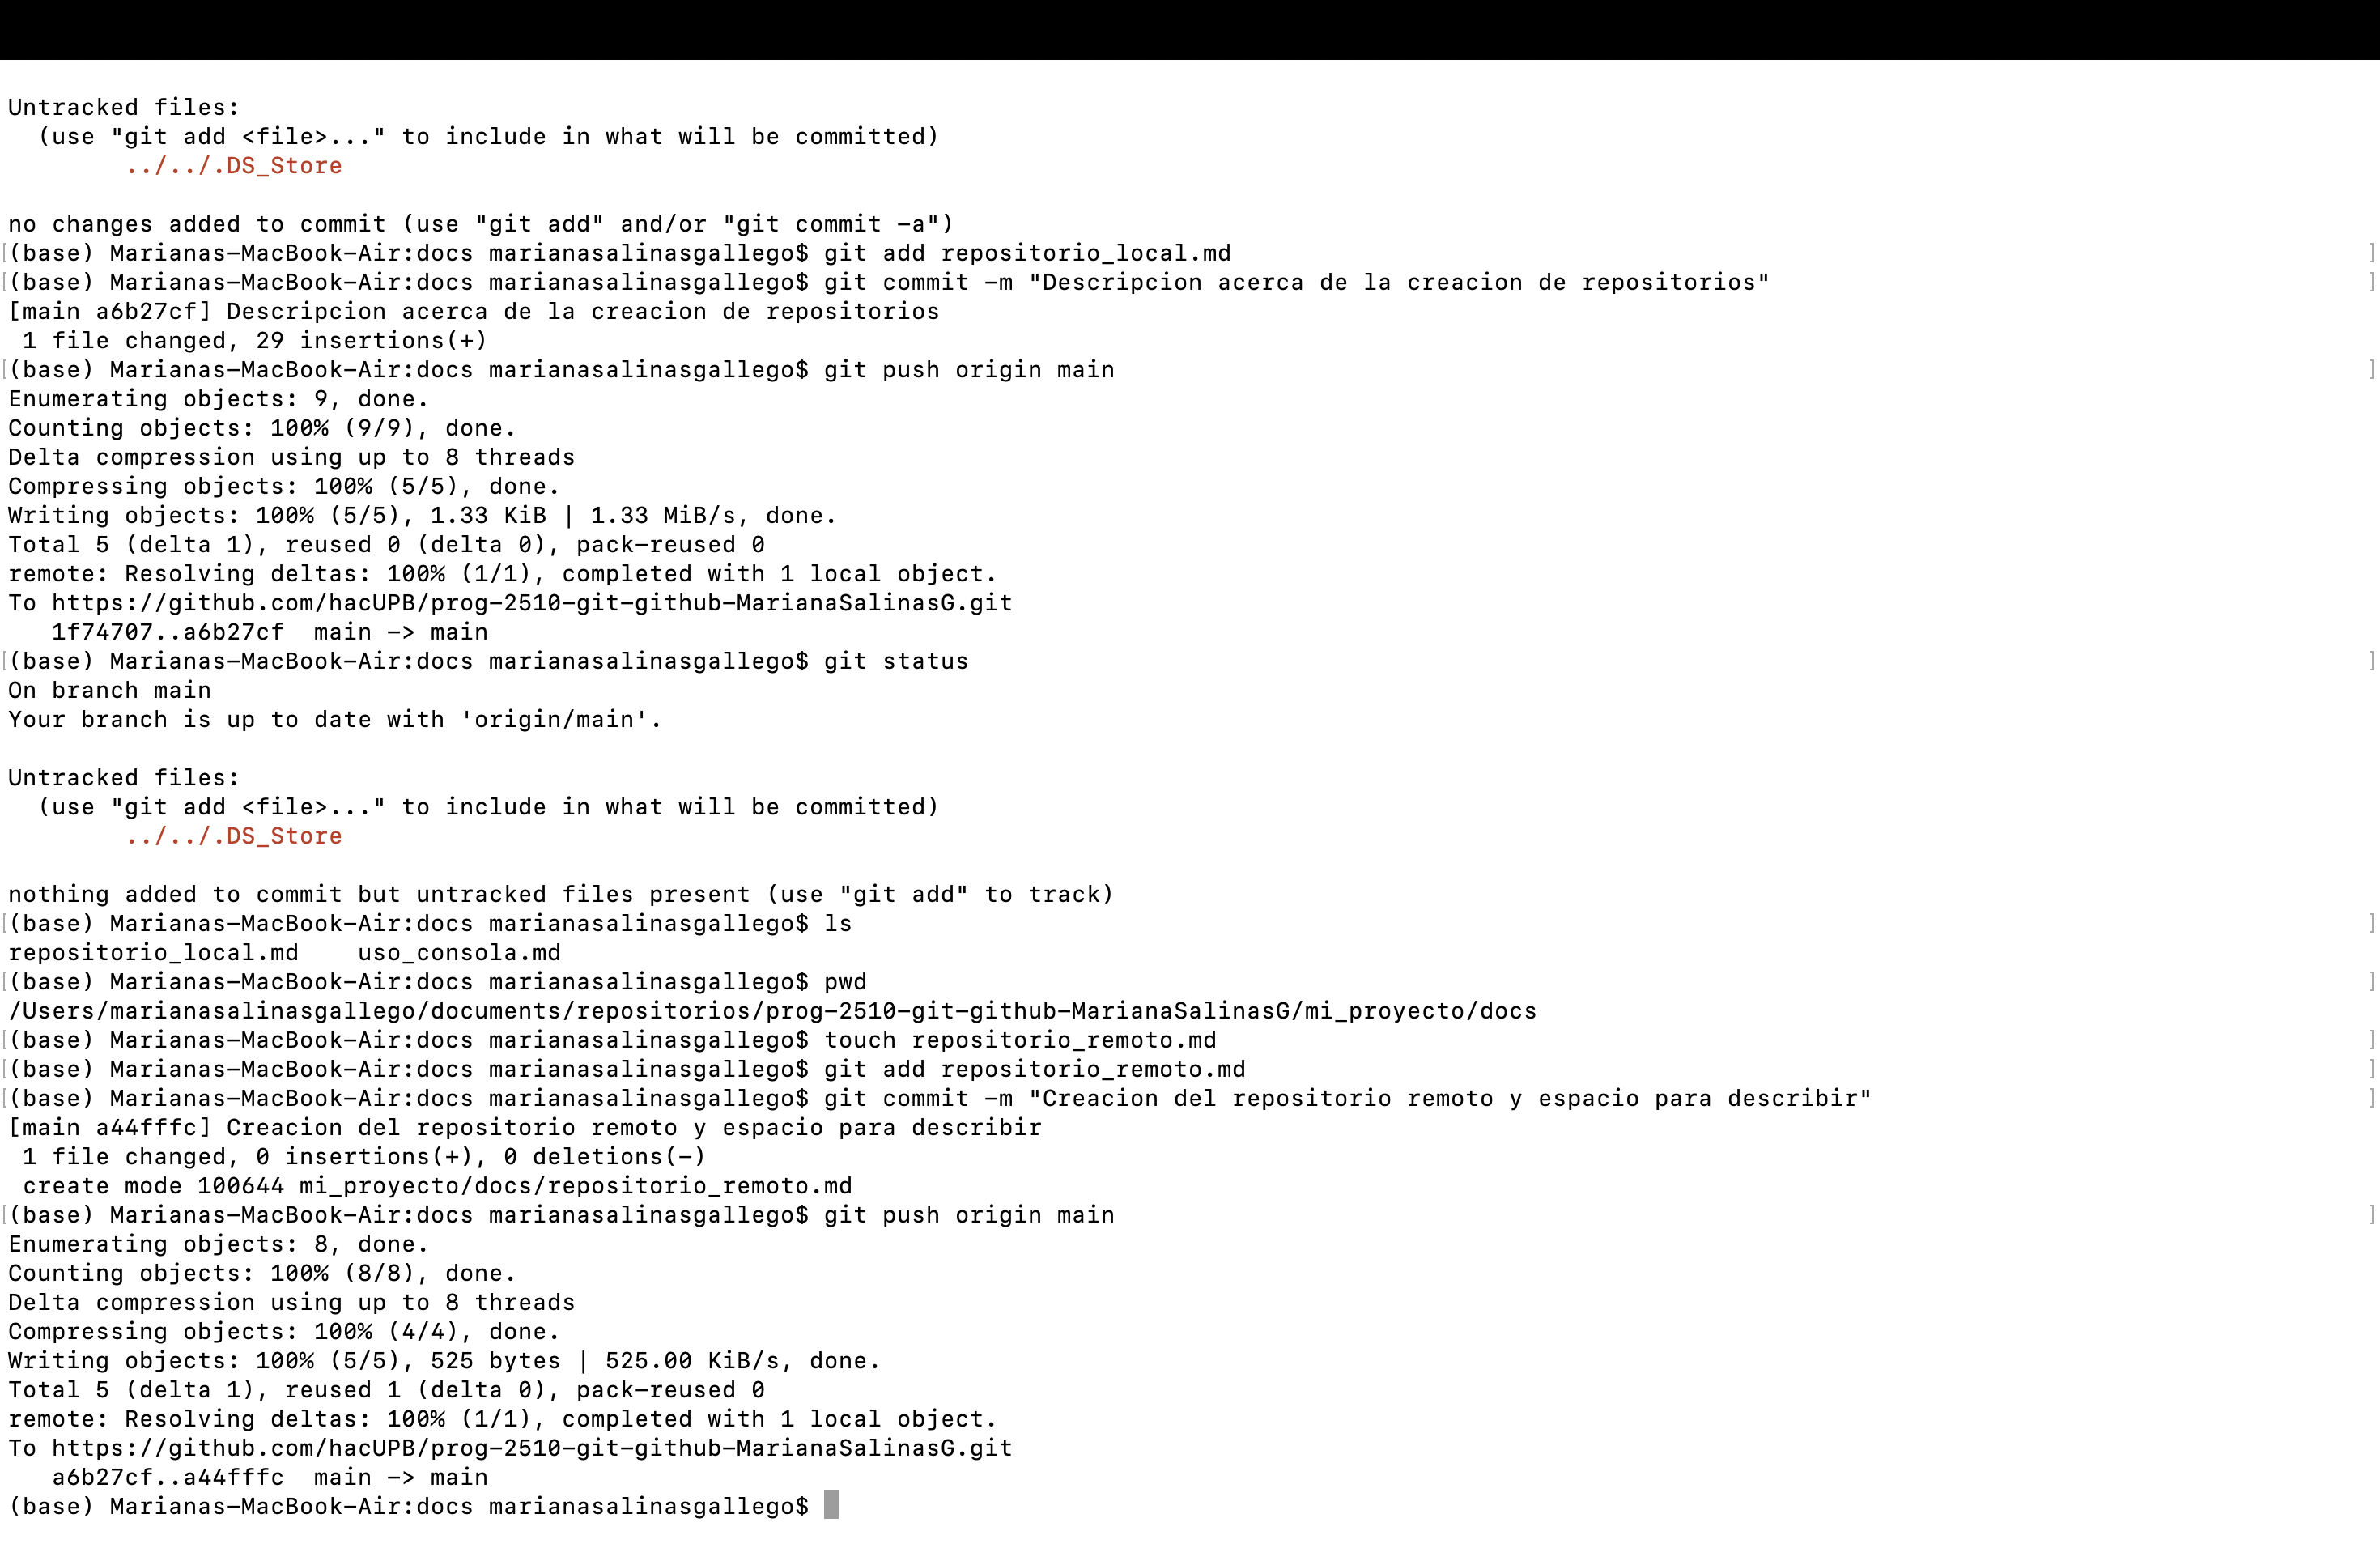 Untracked files:
  (use "git add <file>..." to include in what will be committed)
        ../../.DS_Store

no changes added to commit (use "git add" and/or "git commit -a")
[(base) Marianas-MacBook-Air:docs marianasalinasgallego$ git add repositorio_local.md ]
[(base) Marianas-MacBook-Air:docs marianasalinasgallego$ git commit -m "Descripcion acerca de la creacion de repositorios" ]
[main a6b27cf] Descripcion acerca de la creacion de repositorios
 1 file changed, 29 insertions(+)
[(base) Marianas-MacBook-Air:docs marianasalinasgallego$ git push origin main ]
Enumerating objects: 9, done.
Counting objects: 100% (9/9), done.
Delta compression using up to 8 threads
Compressing objects: 100% (5/5), done.
Writing objects: 100% (5/5), 1.33 KiB | 1.33 MiB/s, done.
Total 5 (delta 1), reused 0 (delta 0), pack-reused 0
remote: Resolving deltas: 100% (1/1), completed with 1 local object.
To https://github.com/hacUPB/prog-2510-git-github-MarianaSalinasG.git
   1f74707..a6b27cf  main -> main
[(base) Marianas-MacBook-Air:docs marianasalinasgallego$ git status ]
On branch main
Your branch is up to date with 'origin/main'.

Untracked files:
  (use "git add <file>..." to include in what will be committed)
        ../../.DS_Store

nothing added to commit but untracked files present (use "git add" to track)
[(base) Marianas-MacBook-Air:docs marianasalinasgallego$ ls ]
repositorio_local.md    uso_consola.md
[(base) Marianas-MacBook-Air:docs marianasalinasgallego$ pwd ]
/Users/marianasalinasgallego/documents/repositorios/prog-2510-git-github-MarianaSalinasG/mi_proyecto/docs
[(base) Marianas-MacBook-Air:docs marianasalinasgallego$ touch repositorio_remoto.md ]
[(base) Marianas-MacBook-Air:docs marianasalinasgallego$ git add repositorio_remoto.md ]
[(base) Marianas-MacBook-Air:docs marianasalinasgallego$ git commit -m "Creacion del repositorio remoto y espacio para describir" ]
[main a44fffc] Creacion del repositorio remoto y espacio para describir
 1 file changed, 0 insertions(+), 0 deletions(-)
 create mode 100644 mi_proyecto/docs/repositorio_remoto.md
[(base) Marianas-MacBook-Air:docs marianasalinasgallego$ git push origin main ]
Enumerating objects: 8, done.
Counting objects: 100% (8/8), done.
Delta compression using up to 8 threads
Compressing objects: 100% (4/4), done.
Writing objects: 100% (5/5), 525 bytes | 525.00 KiB/s, done.
Total 5 (delta 1), reused 1 (delta 0), pack-reused 0
remote: Resolving deltas: 100% (1/1), completed with 1 local object.
To https://github.com/hacUPB/prog-2510-git-github-MarianaSalinasG.git
   a6b27cf..a44fffc  main -> main
(base) Marianas-MacBook-Air:docs marianasalinasgallego$